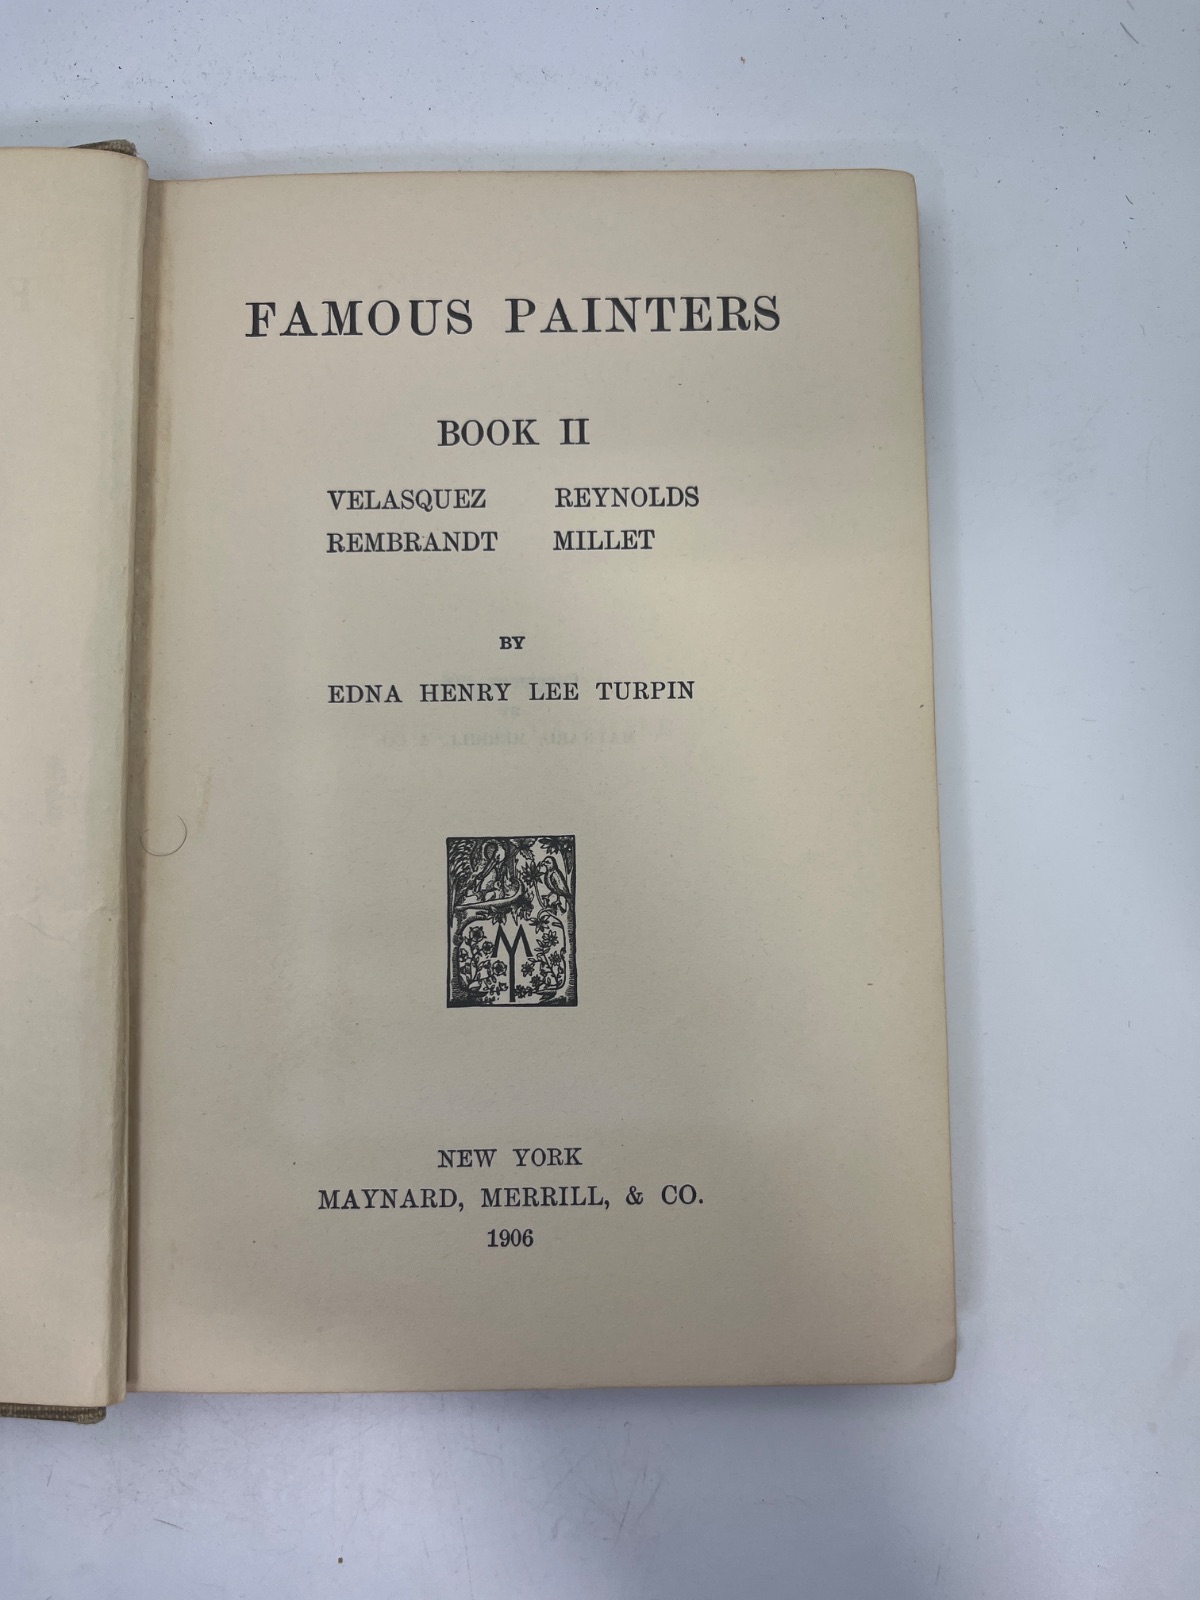 FAMOUS PAINTERS
BOOK II
VELASQUEZ REYNOLDS
REMBRANDT MILLET
BY
EDNA HENRY LEE TURPIN
M
NEW YORK
MAYNARD, MERRILL, & CO.
1906